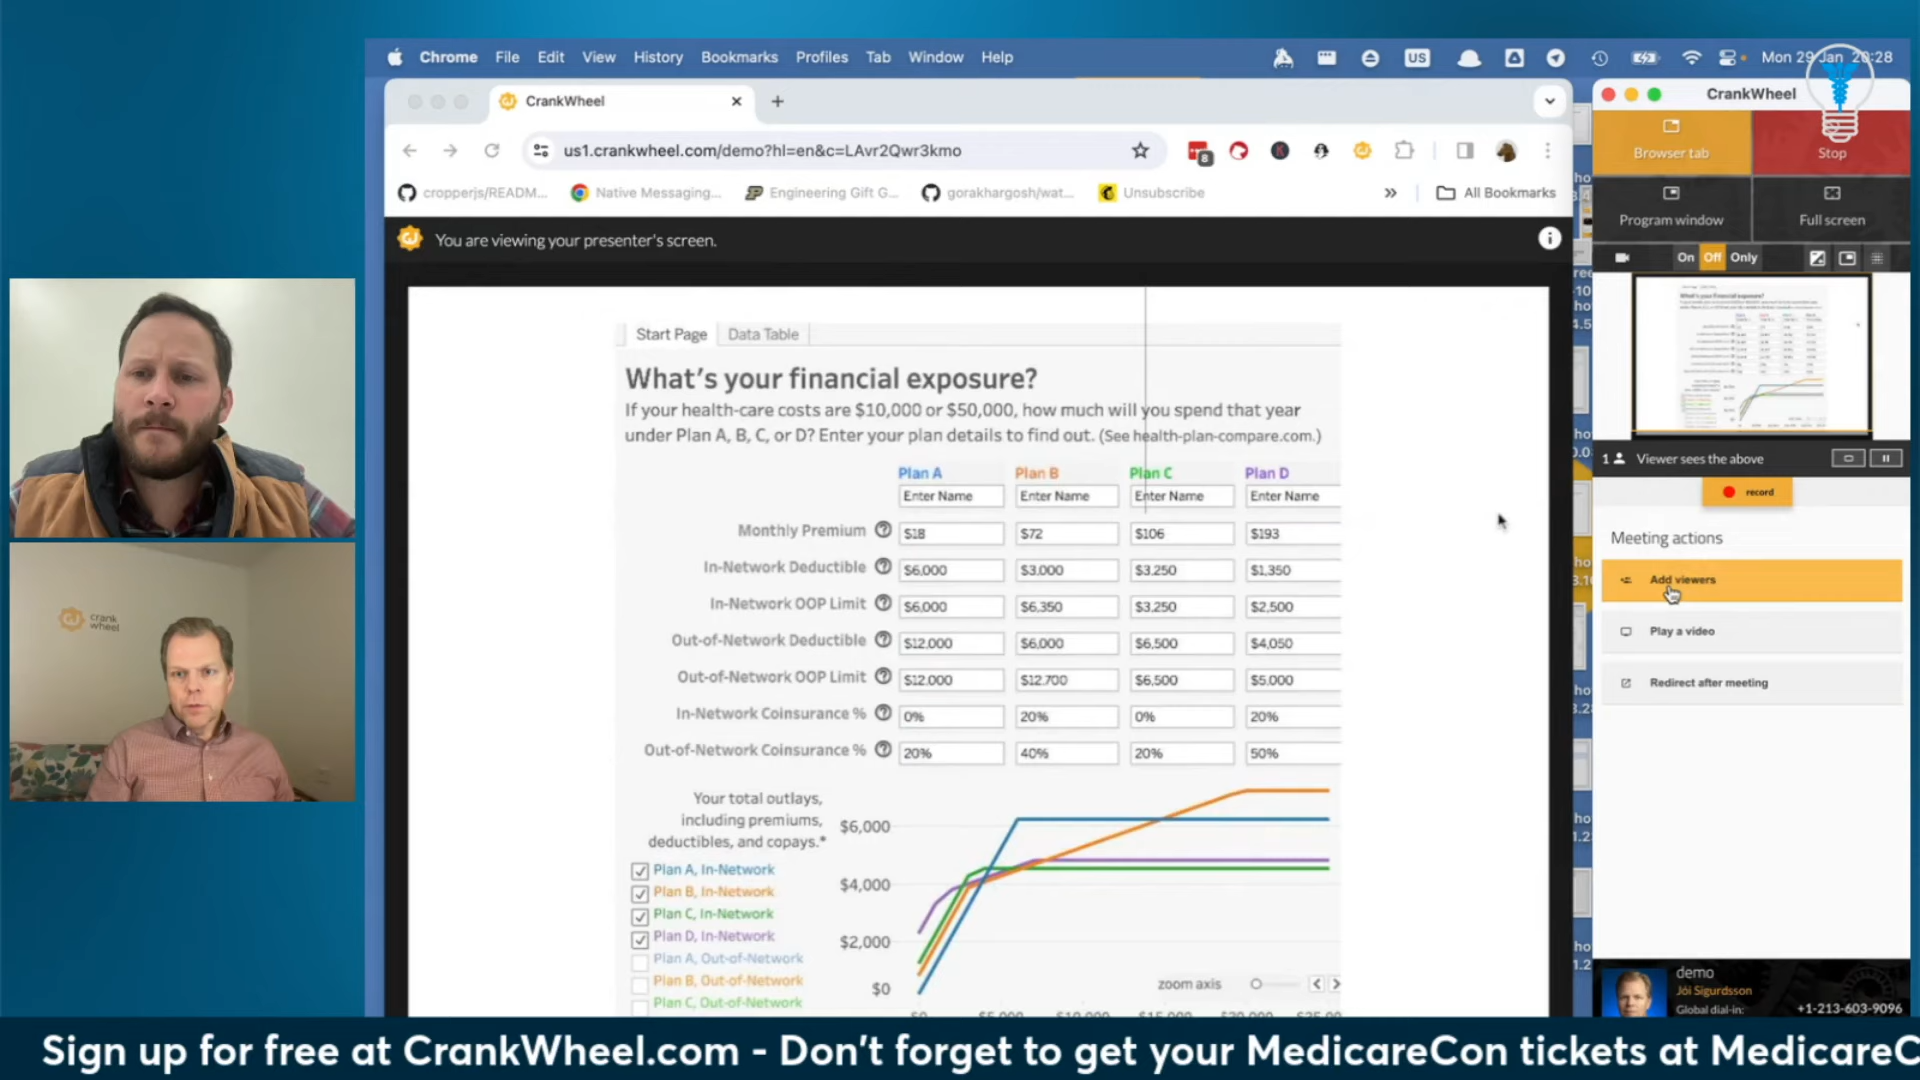 Chrome File Edit View History Bookmarks Profiles Tab Window Help
US
Mon 29 Jan 20:28
CrankWheel
us1.crankwheel.com/demo?hl=en&c=LAvr2Qwr3kmo
8
cropperjs/READM...
Native Messaging...
Engineering Gift G...
gorakhargosh/wat...
Unsubscribe
»
All Bookmarks
You are viewing your presenter's screen.
Start Page
Data Table
What's your financial exposure?
If your health-care costs are $10,000 or $50,000, how much will you spend that year
under Plan A, B, C, or D? Enter your plan details to find out. (See health-plan-compare.com.)
Plan A Plan B Plan C Plan D
Enter Name Enter Name Enter Name Enter Name
Monthly Premium $18 $72 $106 $193
In-Network Deductible $6,000 $3,000 $3,250 $1,350
In-Network OOP Limit $6,000 $6,350 $3,250 $2,500
Out-of-Network Deductible $12,000 $6,000 $6,500 $4,050
Out-of-Network OOP Limit $12,000 $12,700 $6,500 $5,000
In-Network Coinsurance % 0% 20% 0% 20%
Out-of-Network Coinsurance % 20% 40% 20% 50%
Your total outlays,
including premiums,
deductibles, and copays.*
Plan A, In-Network
Plan B, In-Network
Plan C, In-Network
Plan D, In-Network
Plan A, Out-of-Network
Plan B, Out-of-Network
Plan C, Out-of-Network
$6,000
$4,000
$2,000
$0
zoom axis
CrankWheel
Browser tab
Stop
Program window
Full screen
On Off Only
1 Viewer sees the above
record
Meeting actions
Add viewers
Play a video
Redirect after meeting
demo
Jói Sigurdsson
Global dial-in:
+1-213-603-9096
crank
wheel
Sign up for free at CrankWheel.com - Don't forget to get your MedicareCon tickets at MedicareC